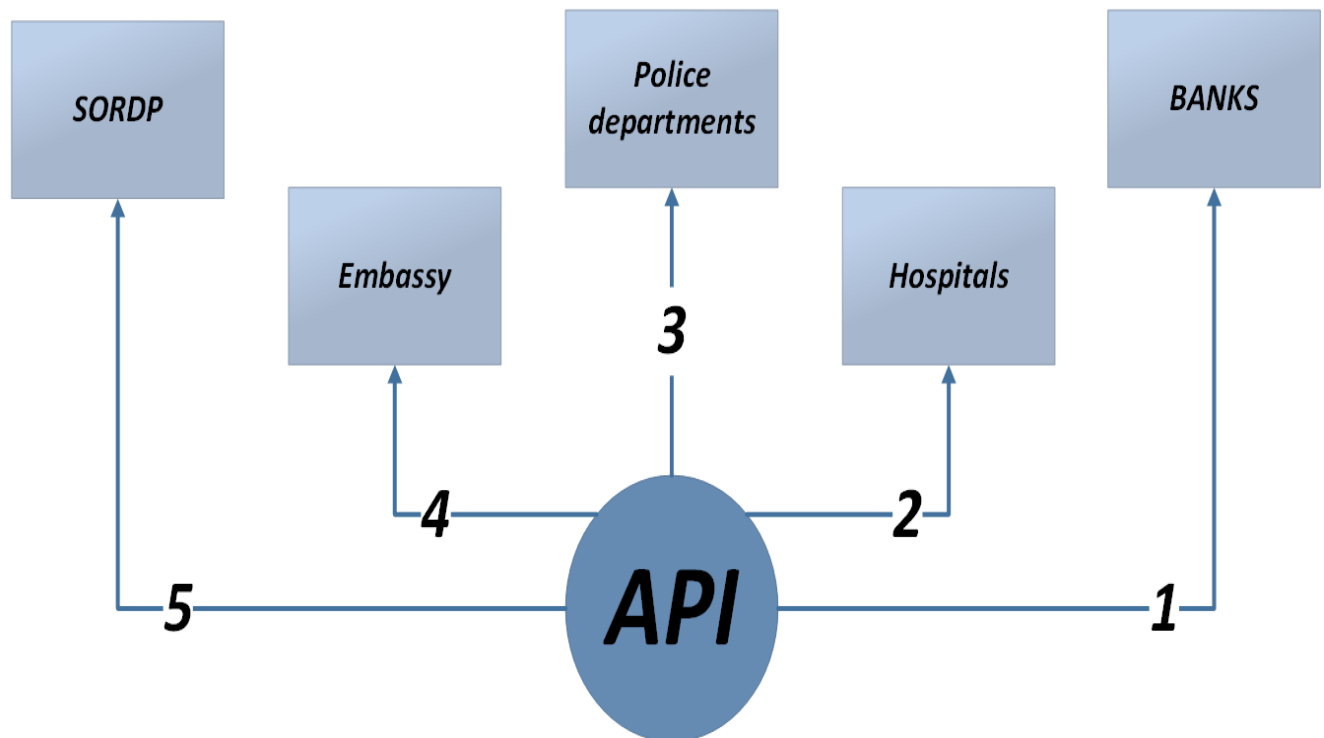 SORDP
Police
departments
BANKS
Embassy
Hospitals
3
4
2
5
1
API